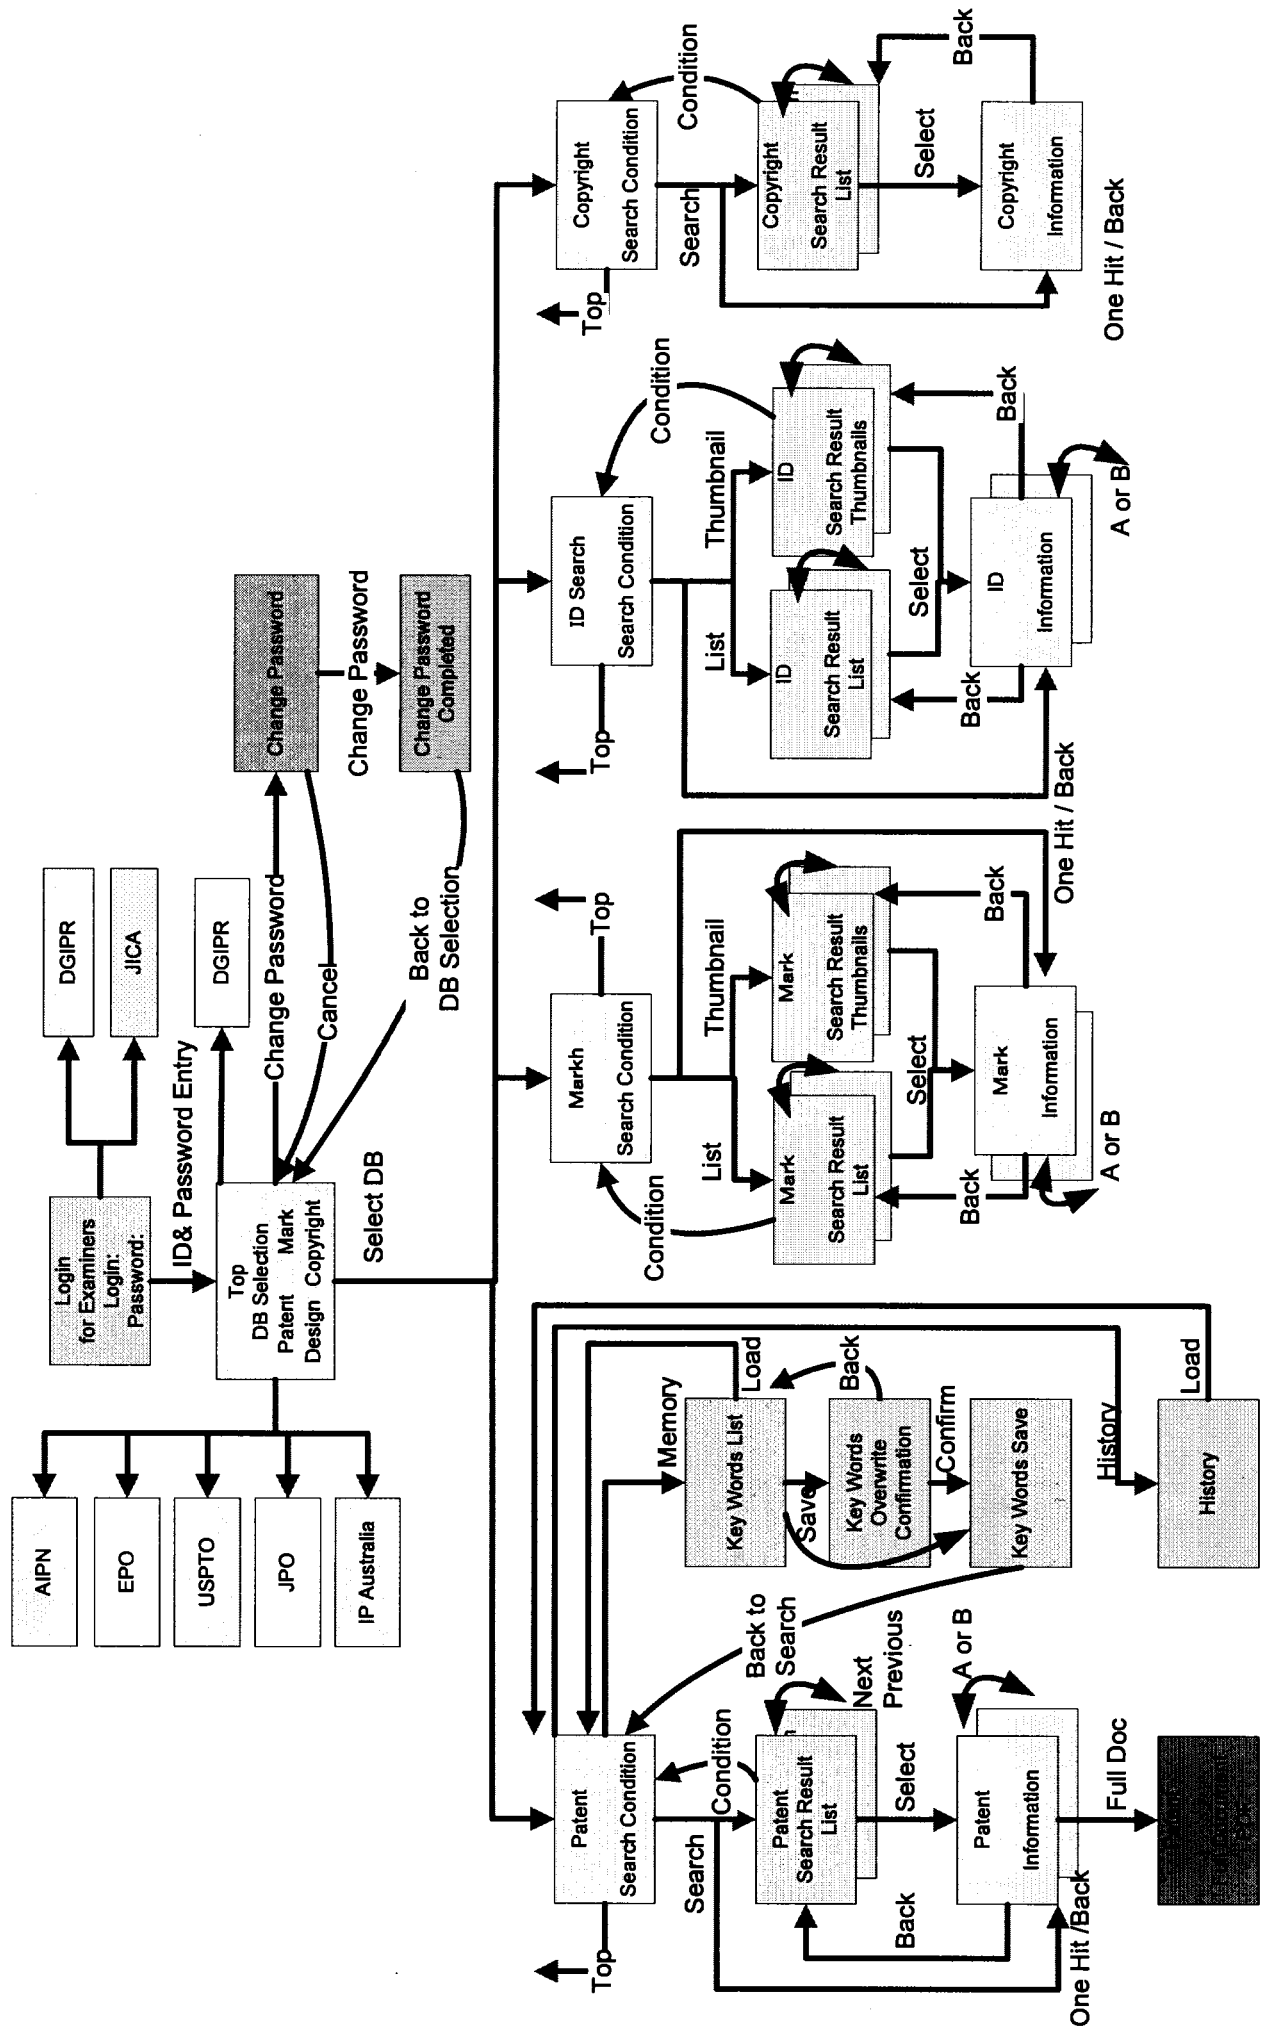 AIPN
EPO
USPTO
JPO
IP Australia
Login
for Examiners
Login:
Password:
DGIPR
JICA
ID& Password Entry
Top
DB Selection
Patent Mark
Design Copyright
DGIPR
Change Password
Cancel
Back to
DB Selection
Change Password
Change Password
Change Password
Completed
Select DB
Top
Patent
Search Condition
Search
Condition
Patent
Search Result
List
Next
Previous
Select
Back
Patent
Information
A or B
One Hit /Back
Full Doc
Back to
Search
Memory
Key Words List
Load
Save
Back
Key Words
Overwrite
Confirmation
Confirm
Key Words Save
History
History
Load
Markh
Search Condition
Top
Condition
List
Thumbnail
Mark
Search Result
List
Mark
Search Result
Thumbnails
Select
Back
Back
Mark
Information
A or B
One Hit / Back
ID Search
Search Condition
Top
Condition
List
Thumbnail
ID
Search Result
List
ID
Search Result
Thumbnails
Select
Back
Back
ID
Information
A or B
Copyright
Search Condition
Top
Condition
Search
Copyright
Search Result
List
Select
Back
Copyright
Information
One Hit / Back